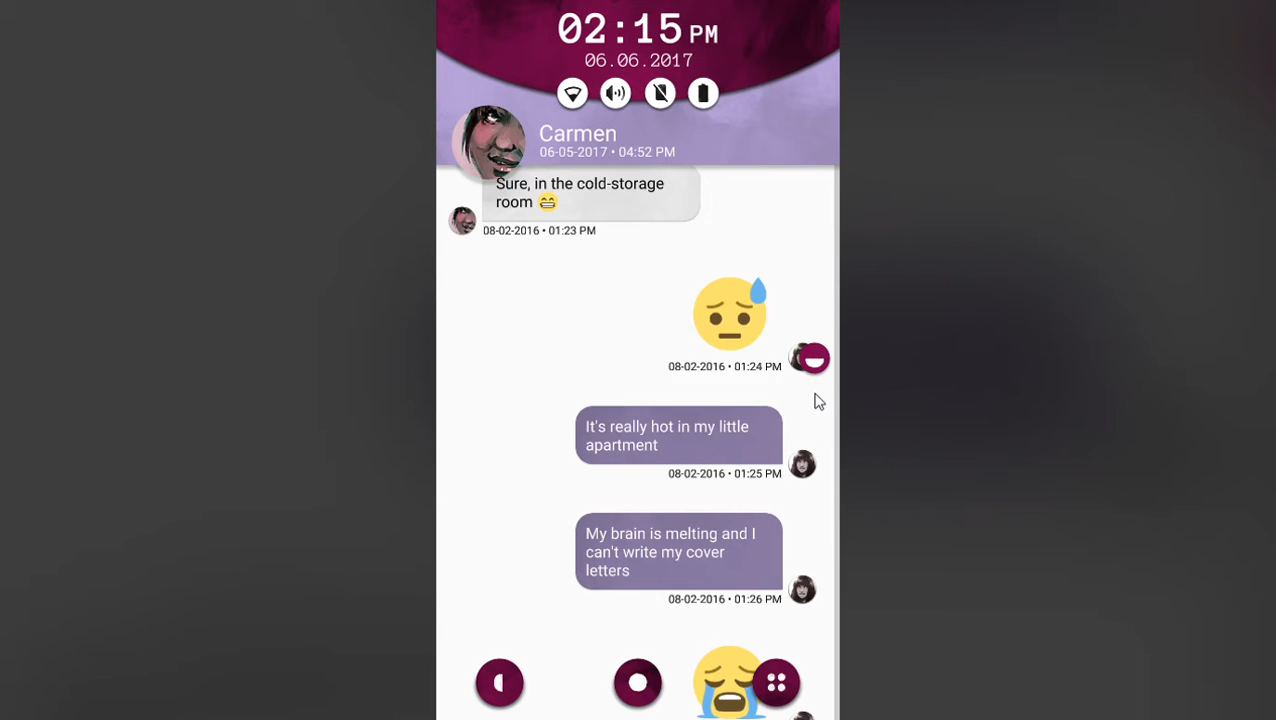 02:15 PM
06.06.2017
Carmen
06-05-2017 • 04:52 PM
Sure, in the cold-storage
room 😁
08-02-2016 • 01:23 PM
08-02-2016 • 01:24 PM
It's really hot in my little
apartment
08-02-2016 • 01:25 PM
My brain is melting and I
can't write my cover
letters
08-02-2016 • 01:26 PM